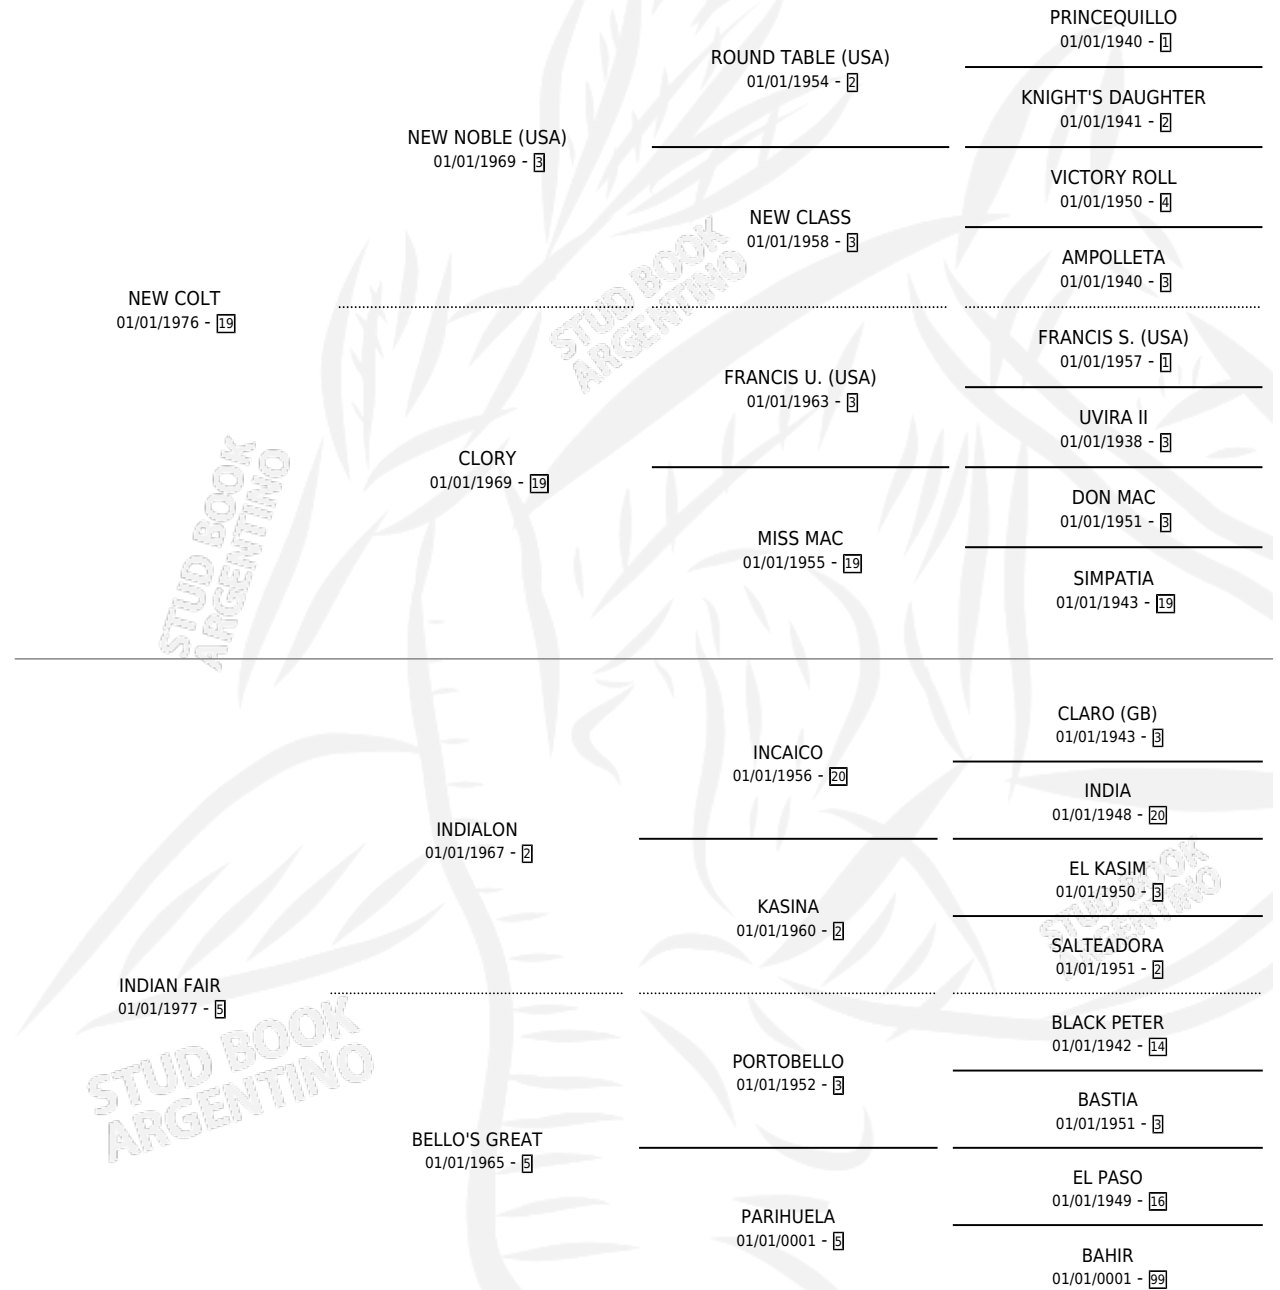 PRINCEQUILLO
01/01/1940 - 1
ROUND TABLE (USA)
01/01/1954 - 2
KNIGHT'S DAUGHTER
01/01/1941 - 2
NEW NOBLE (USA)
01/01/1969 - 3
VICTORY ROLL
01/01/1950 - 4
NEW CLASS
01/01/1958 - 3
AMPOLLETA
01/01/1940 - 3
NEW COLT
01/01/1976 - 19
FRANCIS S. (USA)
01/01/1957 - 1
FRANCIS U. (USA)
01/01/1963 - 3
UVIRA II
01/01/1938 - 3
CLORY
01/01/1969 - 19
DON MAC
01/01/1951 - 3
MISS MAC
01/01/1955 - 19
SIMPATIA
01/01/1943 - 19
CLARO (GB)
01/01/1943 - 3
INCAICO
01/01/1956 - 20
INDIA
01/01/1948 - 20
INDIALON
01/01/1967 - 2
EL KASIM
01/01/1950 - 3
KASINA
01/01/1960 - 2
SALTEADORA
01/01/1951 - 2
INDIAN FAIR
01/01/1977 - 5
BLACK PETER
01/01/1942 - 14
PORTOBELLO
01/01/1952 - 3
BASTIA
01/01/1951 - 3
BELLO'S GREAT
01/01/1965 - 5
EL PASO
01/01/1949 - 16
PARIHUELA
01/01/0001 - 5
BAHIR
01/01/0001 - 99
STUD BOOK
ARGENTINO
STUD BOOK
ARGENTINO
STUD BOOK
ARGENTINO
STUD BOOK
ARGENTINO